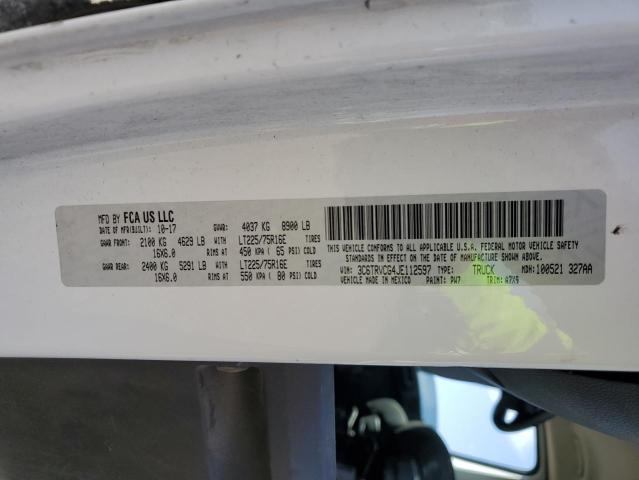 MFD BY FCA US LLC
DATE OF MFR(BUILT) 10-17 GVWR: 4037 KG 8900 LB
GAWR FRONT: 2100 KG 4629 LB WITH LT225/75R16E TIRES
16X6.0 RIMS AT 450 KPA ( 65 PSI) COLD
GAWR REAR: 2400 KG 5291 LB WITH LT225/75R16E TIRES
16X6.0 RIMS AT 550 KPA ( 80 PSI) COLD
THIS VEHICLE CONFORMS TO ALL APPLICABLE U.S.A. FEDERAL MOTOR VEHICLE SAFETY
STANDARDS IN EFFECT ON THE DATE OF MANUFACTURE SHOWN ABOVE.
VIN: 3C6TRVCG4JE112597 TYPE: TRUCK MDH:100521 327AA
VEHICLE MADE IN MEXICO PAINT: PW7 TRIM: A7X9